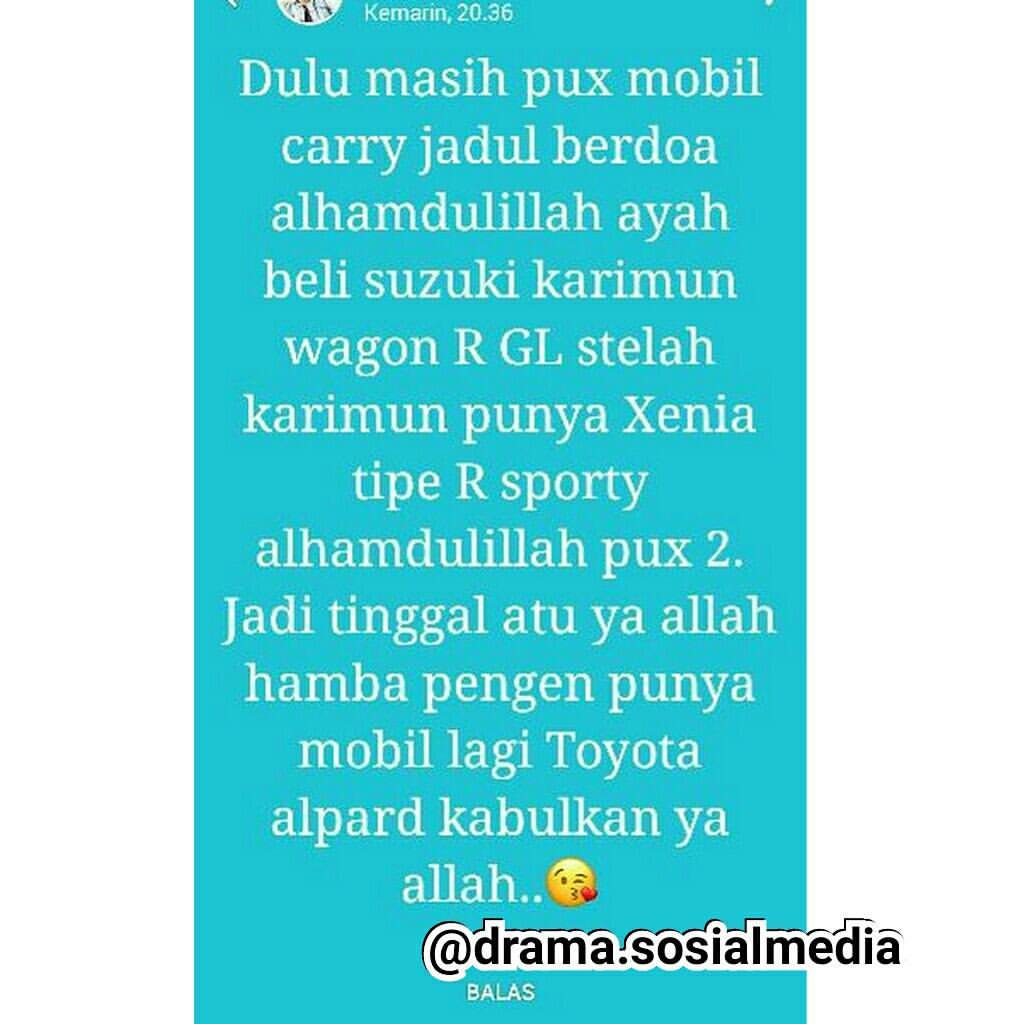 Kemarin, 20.36
Dulu masih pux mobil
carry jadul berdoa
alhamdulillah ayah
beli suzuki karimun
wagon R GL stelah
karimun punya Xenia
tipe R sporty
alhamdulillah pux 2.
Jadi tinggal atu ya allah
hamba pengen punya
mobil lagi Toyota
alpard kabulkan ya
allah..😘
@drama.sosialmedia
BALAS